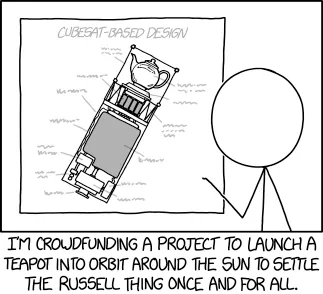 CUBESAT-BASED DESIGN
I'M CROWDFUNDING A PROJECT TO LAUNCH A
TEAPOT INTO ORBIT AROUND THE SUN TO SETTLE
THE RUSSELL THING ONCE AND FOR ALL.